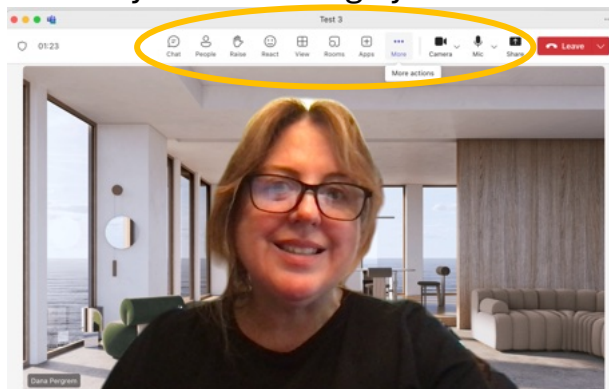 Test 3
01:23
Chat People Raise React View Rooms Apps More Camera Mic Share Leave
More actions
Dana Pergrem